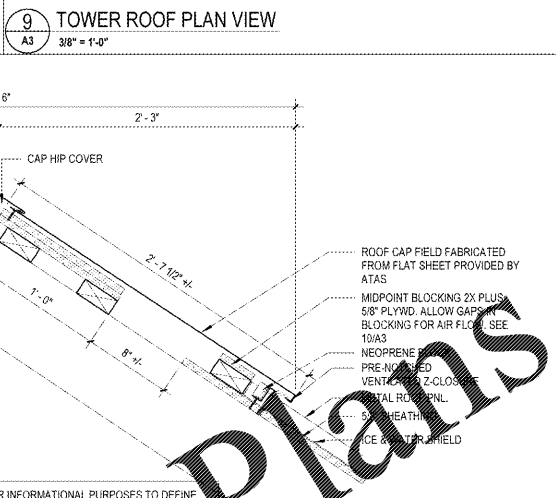 9
A3
TOWER ROOF PLAN VIEW
3/8" = 1'-0"
6"
2' - 3"
CAP HIP COVER
2' - 7 1/2" +/-
1' - 0"
8" +/-
ROOF CAP FIELD FABRICATED
FROM FLAT SHEET PROVIDED BY
ATAS
MIDPOINT BLOCKING 2X PLUS
5/8" PLYWD. ALLOW GAPS IN
BLOCKING FOR AIR FLOW. SEE
10/A3
NEOPRENE BLOCK
PRE-NOTCHED
VENTILATED Z-CLOSURE
METAL ROOF PNL.
SHEATHING
ICE & WATER SHIELD
Plans
R INFORMATIONAL PURPOSES TO DEFINE